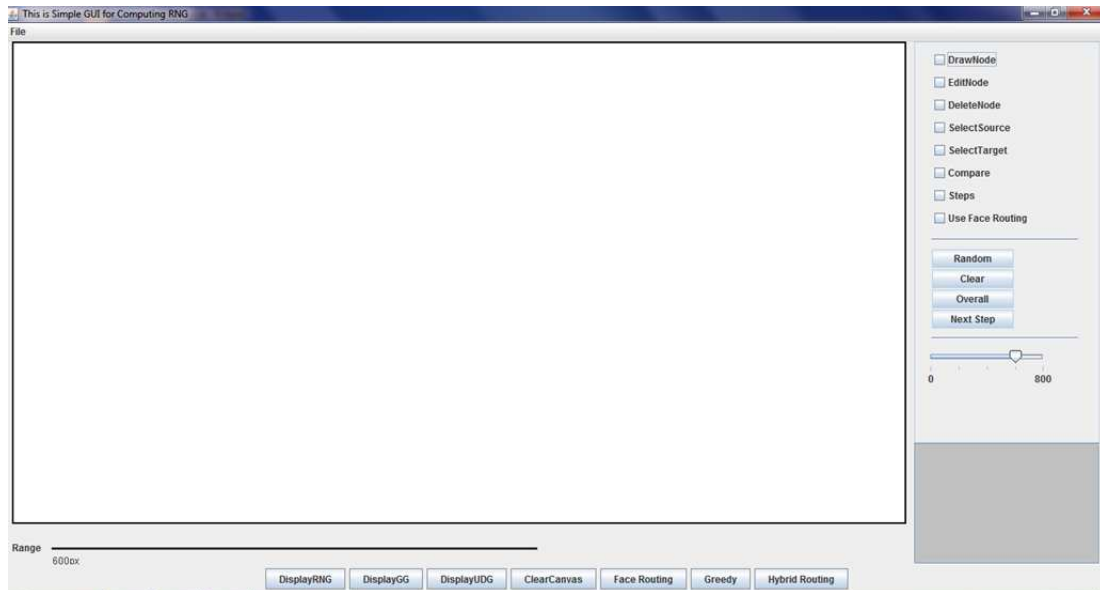 This is Simple GUI for Computing RNG
File
DrawNode
EditNode
DeleteNode
SelectSource
SelectTarget
Compare
Steps
Use Face Routing
Random
Clear
Overall
Next Step
0 800
Range
600px
DisplayRNG DisplayGG DisplayUDG ClearCanvas Face Routing Greedy Hybrid Routing